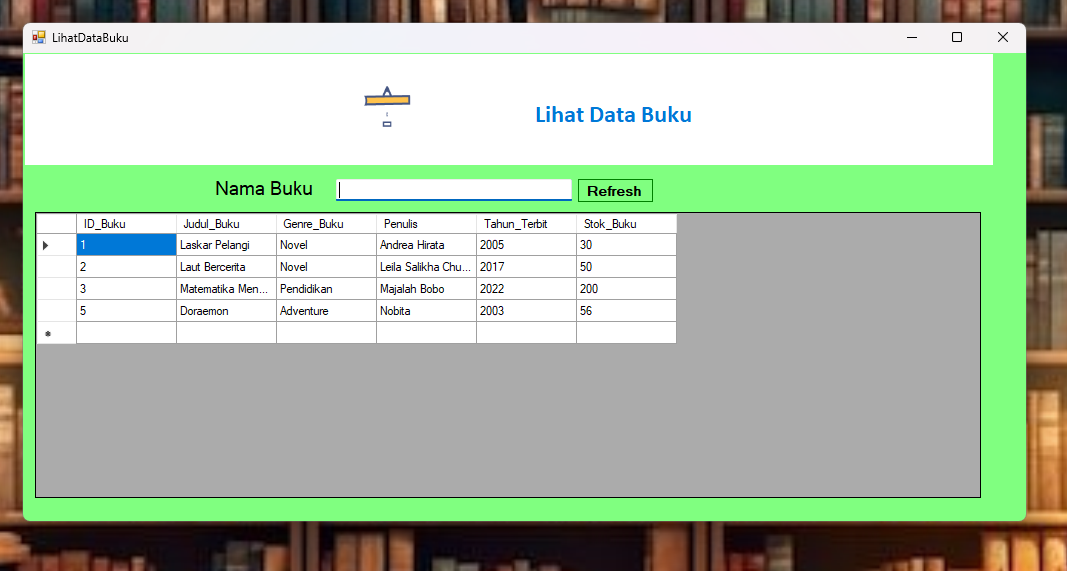 LihatDataBuku
Lihat Data Buku
Nama Buku Refresh
ID_Buku Judul_Buku Genre_Buku Penulis Tahun_Terbit Stok_Buku
1 Laskar Pelangi Novel Andrea Hirata 2005 30
2 Laut Bercerita Novel Leila Salikha Chu... 2017 50
3 Matematika Men... Pendidikan Majalah Bobo 2022 200
5 Doraemon Adventure Nobita 2003 56